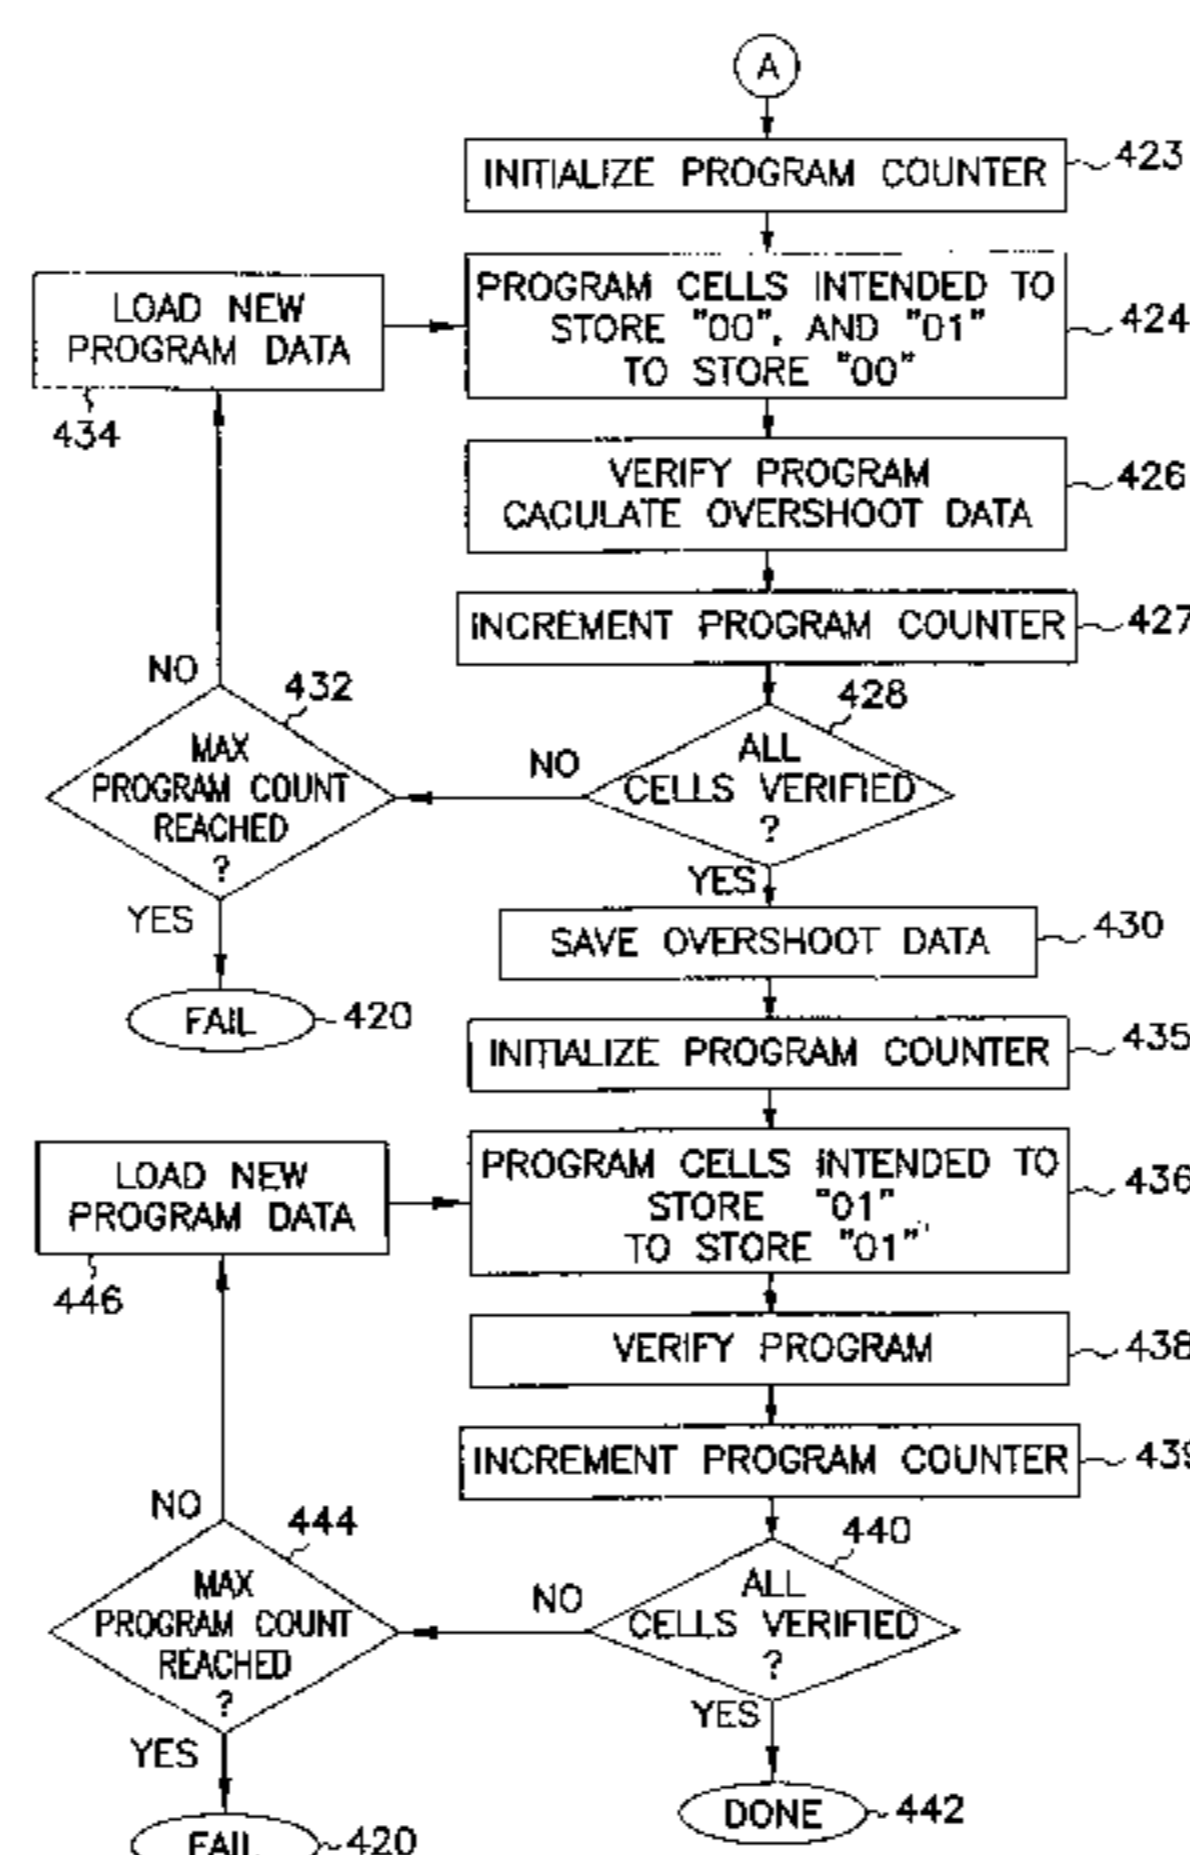 A
INITIALIZE PROGRAM COUNTER
423
PROGRAM CELLS INTENDED TO
STORE "00", AND "01"
TO STORE "00"
424
LOAD NEW
PROGRAM DATA
434
VERIFY PROGRAM
CACULATE OVERSHOOT DATA
426
INCREMENT PROGRAM COUNTER
427
428
ALL
CELLS VERIFIED
?
NO
YES
432
MAX
PROGRAM COUNT
REACHED
?
NO
YES
FAIL
420
SAVE OVERSHOOT DATA
430
INITIALIZE PROGRAM COUNTER
435
PROGRAM CELLS INTENDED TO
STORE "01"
TO STORE "01"
436
LOAD NEW
PROGRAM DATA
446
VERIFY PROGRAM
438
INCREMENT PROGRAM COUNTER
439
440
ALL
CELLS VERIFIED
?
NO
YES
444
MAX
PROGRAM COUNT
REACHED
?
NO
YES
DONE
442
FAIL
420